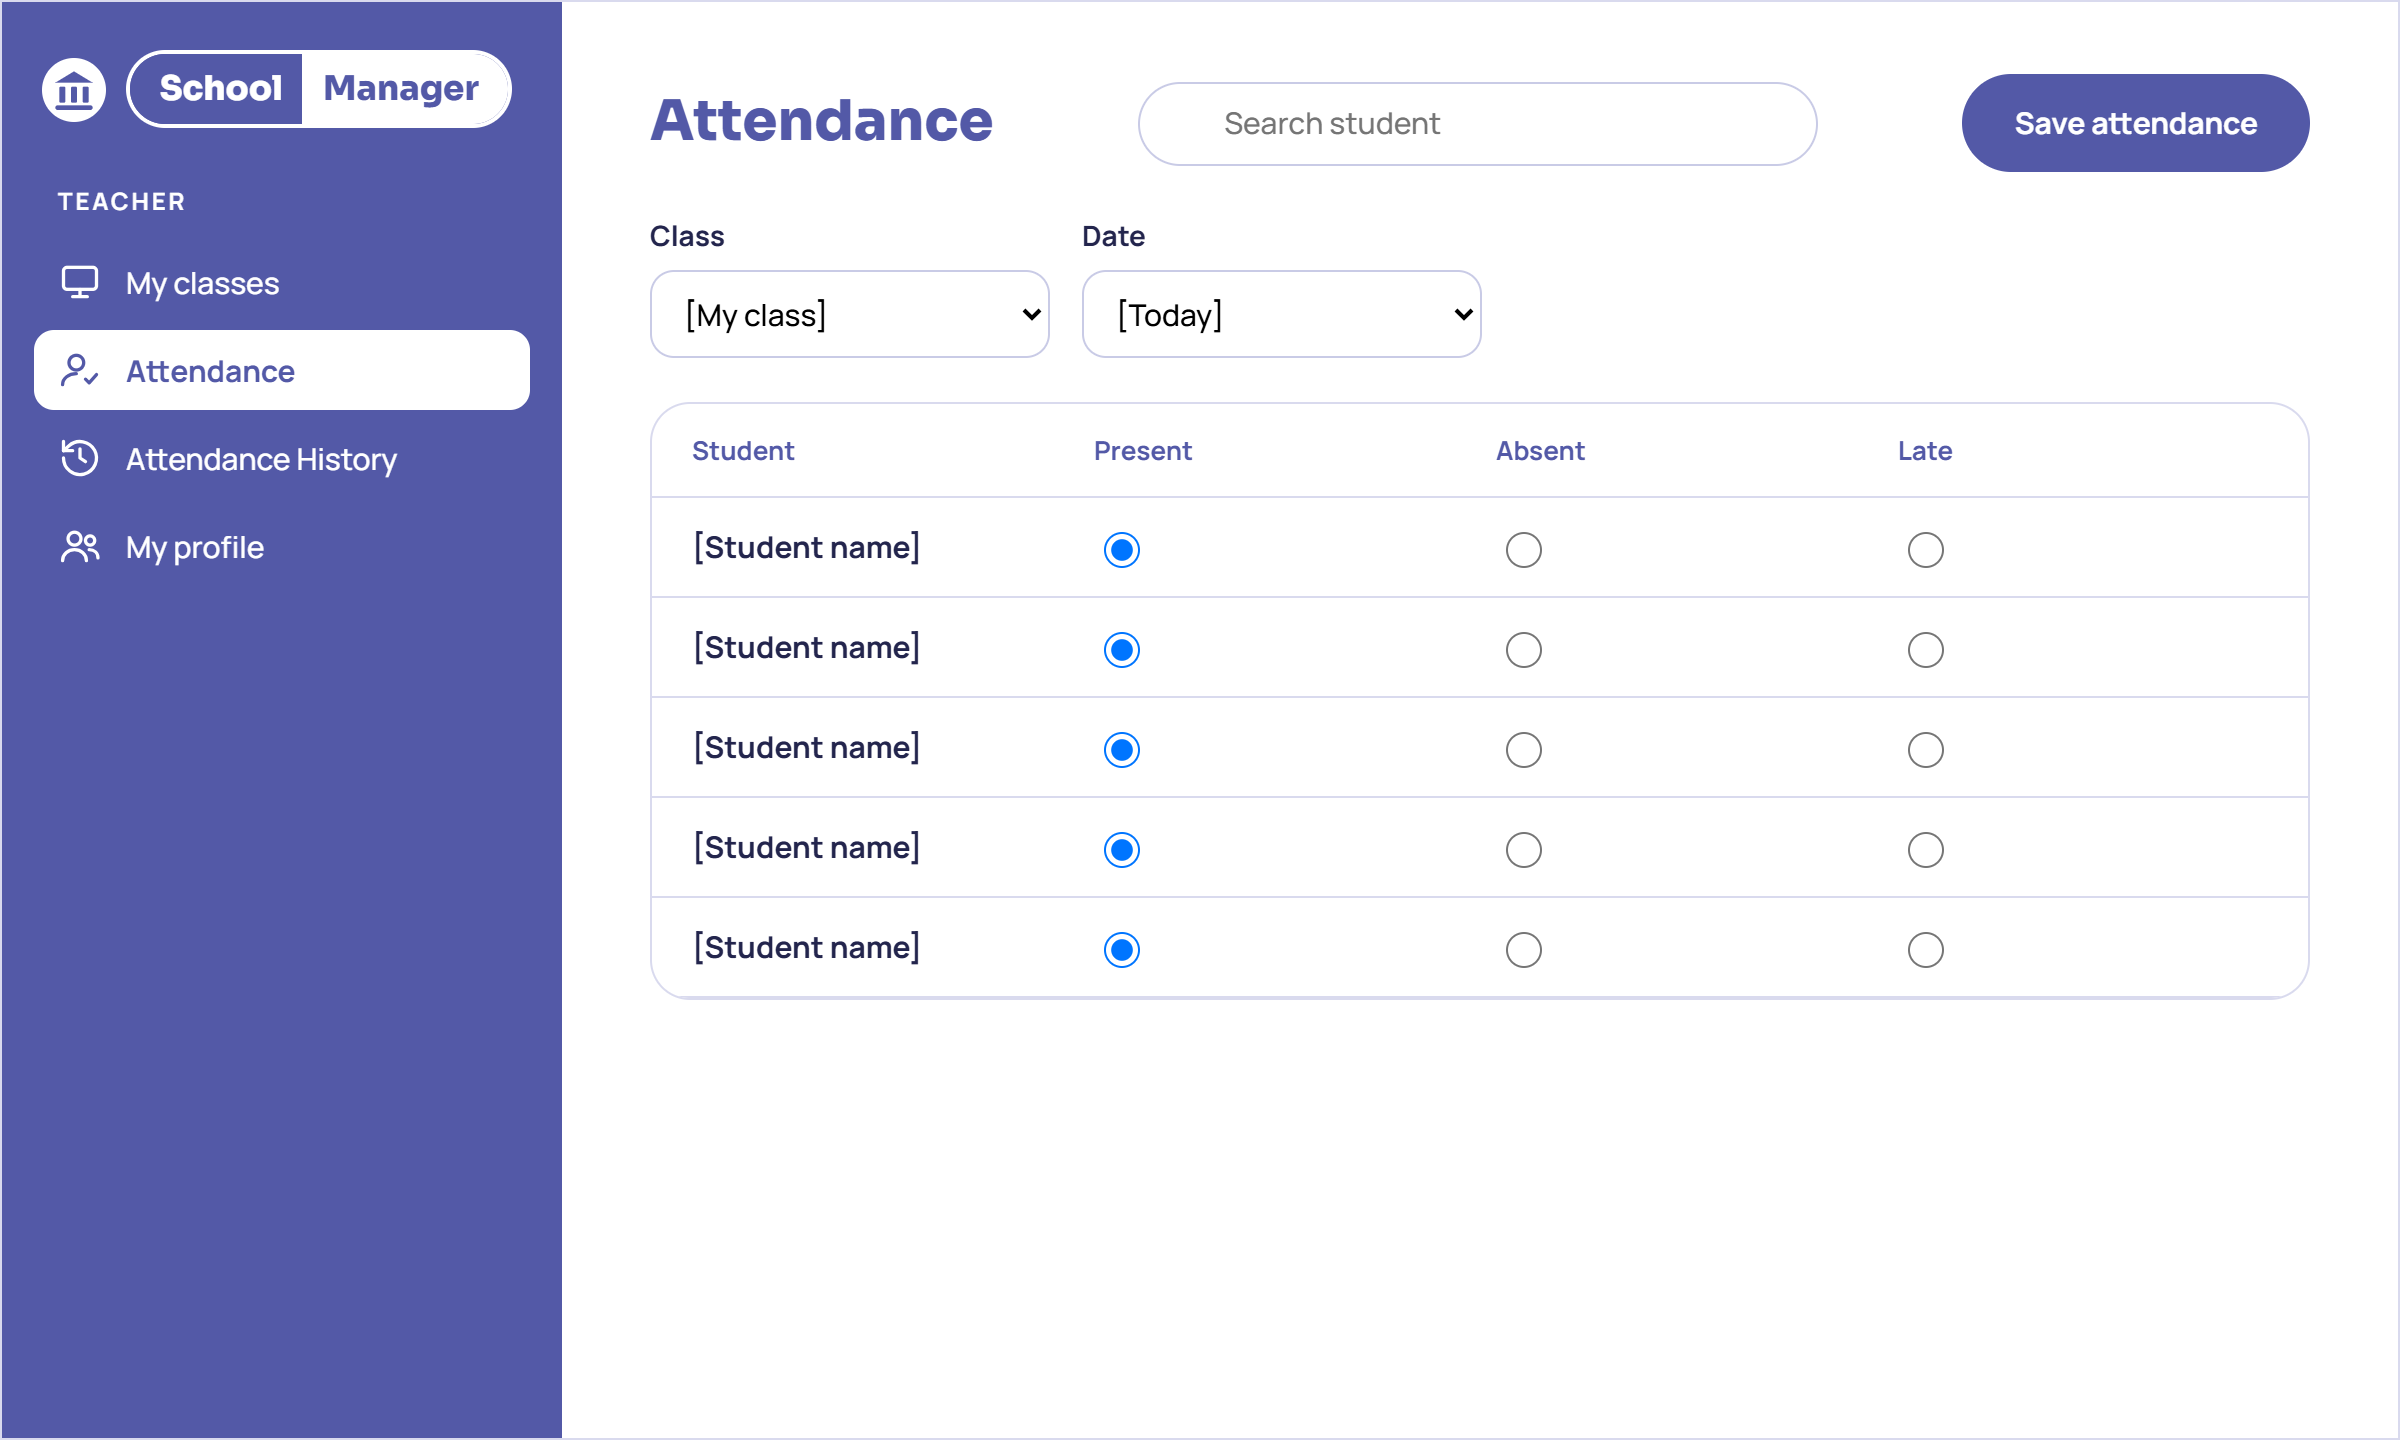 School Manager
TEACHER
My classes
Attendance
Attendance History
My profile
Attendance
Search student
Save attendance
Class
Date
[My class]
[Today]
Student Present Absent Late
[Student name]
[Student name]
[Student name]
[Student name]
[Student name]